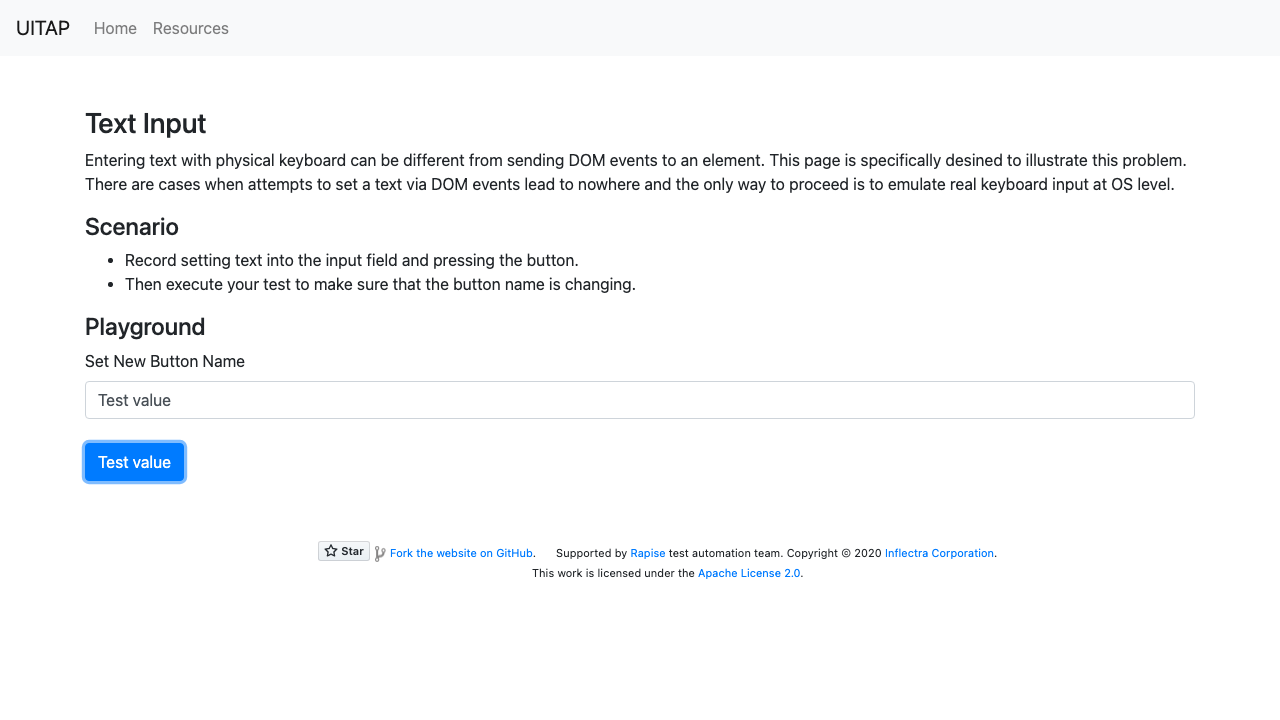 UITAP Home Resources
Text Input
Entering text with physical keyboard can be different from sending DOM events to an element. This page is specifically desined to illustrate this problem.
There are cases when attempts to set a text via DOM events lead to nowhere and the only way to proceed is to emulate real keyboard input at OS level.
Scenario
• Record setting text into the input field and pressing the button.
• Then execute your test to make sure that the button name is changing.
Playground
Set New Button Name
Test value
Test value
Star Fork the website on GitHub. Supported by Rapise test automation team. Copyright © 2020 Inflectra Corporation.
This work is licensed under the Apache License 2.0.